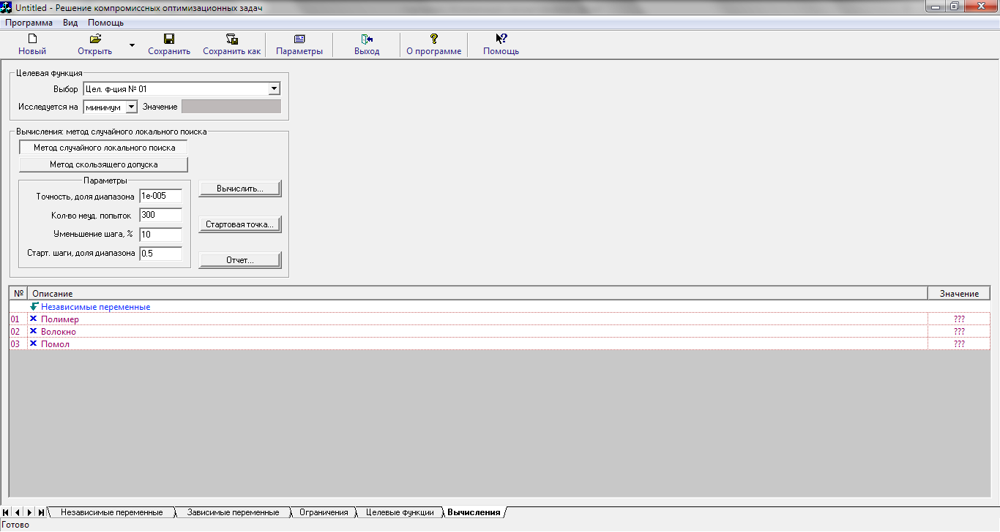 Untitled - Решение компромиссных оптимизационных задач
Программа Вид Помощь
Новый Открыть Сохранить Сохранить как Параметры Выход О программе Помощь
Целевая функция
Выбор Цел. ф-ция № 01
Исследуется на минимум Значение
Вычисления: метод случайного локального поиска
Метод случайного локального поиска
Метод скользящего допуска
Параметры
Точность, доля диапазона 1e-005
Вычислить...
Кол-во неуд. попыток 300
Стартовая точка...
Уменьшение шага, % 10
Старт. шаги, доля диапазона 0.5
Отчет...
№ Описание Значение
Независимые переменные
01 Полимер ???
02 Волокно ???
03 Помол ???
Независимые переменные Зависимые переменные Ограничения Целевые функции Вычисления
Готово